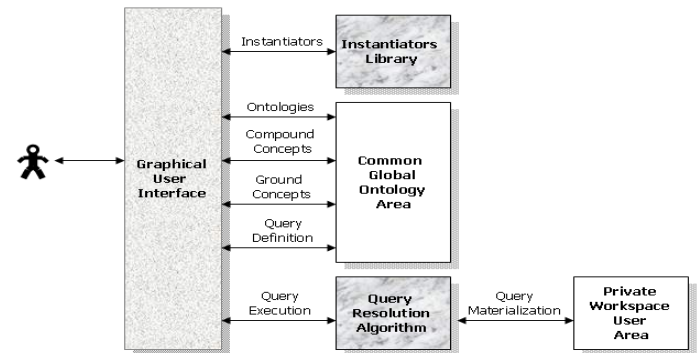 Instantiators
Instantiators
Library
Ontologies
Compound
Concepts
Graphical
User
Interface
Common
Global
Ontology
Area
Ground
Concepts
Query
Definition
Query
Execution
Query
Resolution
Algorithm
Query
Materialization
Private
Workspace
User
Area